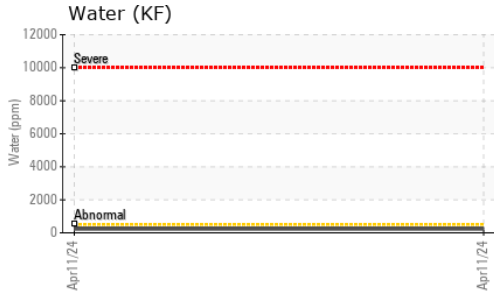 Water (KF)
12000
Severe
10000
8000
Water (ppm)
6000
4000
2000
Abnormal
0
Apr11/24
Apr11/24